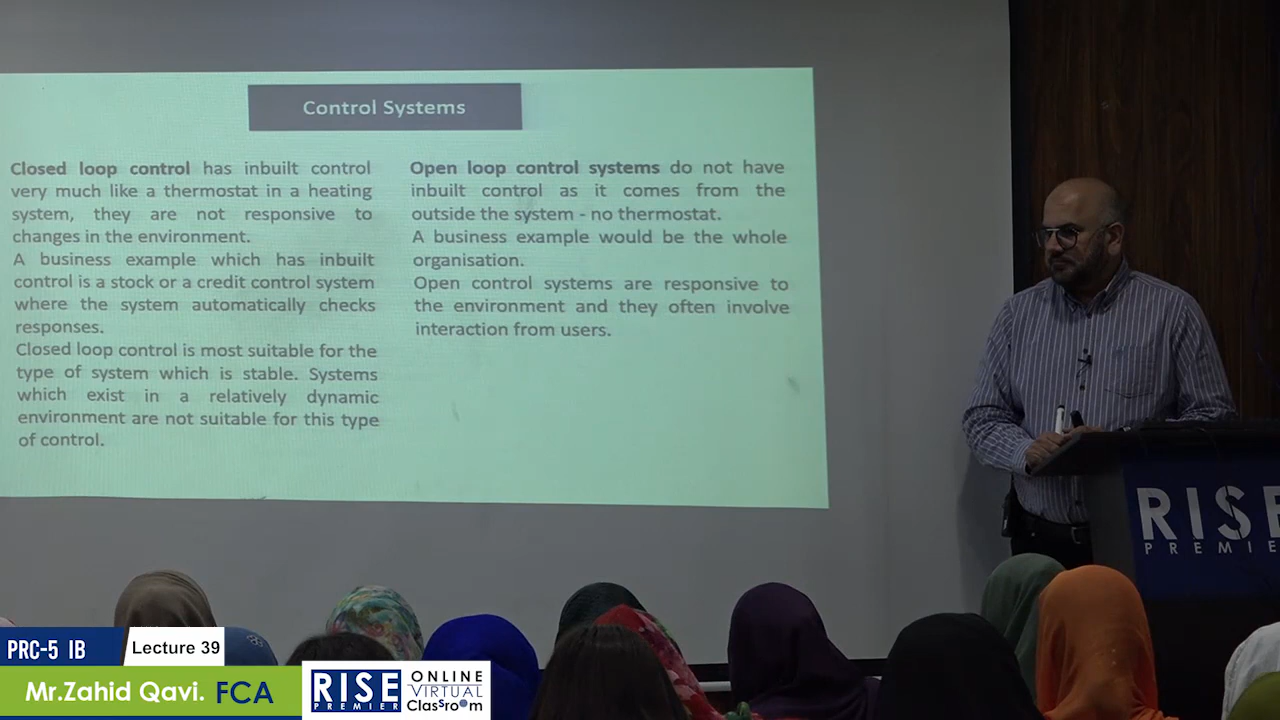 Control Systems
Closed loop control has inbuilt control
very much like a thermostat in a heating
system, they are not responsive to
changes in the environment.
A business example which has inbuilt
control is a stock or a credit control system
where the system automatically checks
responses.
Closed loop control is most suitable for the
type of system which is stable. Systems
which exist in a relatively dynamic
environment are not suitable for this type
of control.
Open loop control systems do not have
inbuilt control as it comes from the
outside the system - no thermostat.
A business example would be the whole
organisation.
Open control systems are responsive to
the environment and they often involve
interaction from users.
RISE
PREMIE
PRC-5 IB
Lecture 39
Mr.Zahid Qavi. FCA
RISE
PREMIER
ONLINE
VIRTUAL
ClasSroom